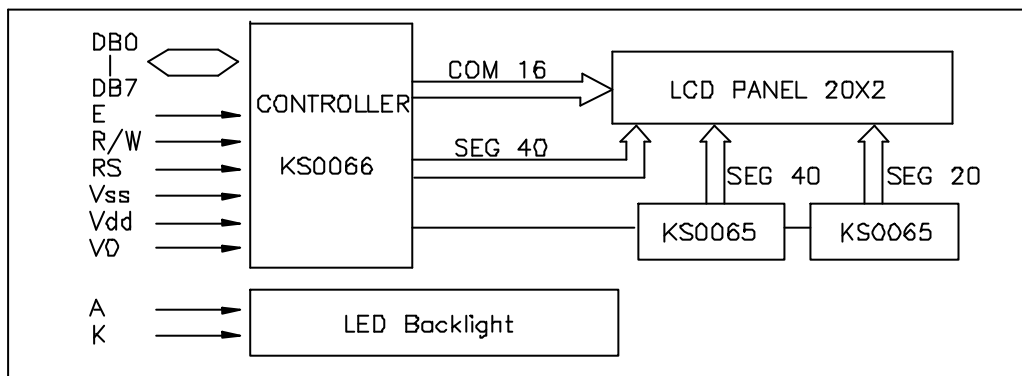 DB0
DB7
E
R/W
RS
Vss
Vdd
V0
A
K
CONTROLLER
KS0066
COM 16
SEG 40
LCD PANEL 20X2
SEG 40
SEG 20
KS0065
KS0065
LED Backlight